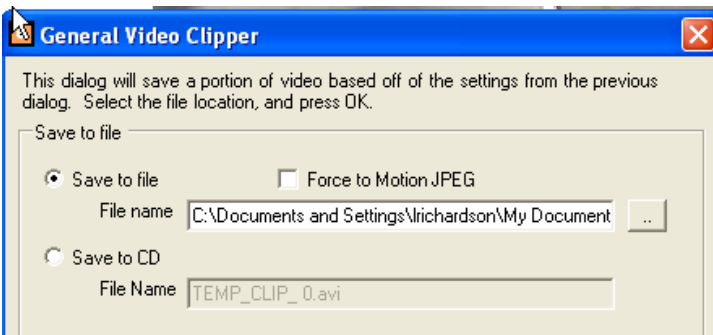 General Video Clipper
This dialog will save a portion of video based off of the settings from the previous
dialog. Select the file location, and press OK.
Save to file
Save to file Force to Motion JPEG
File name C:\Documents and Settings\lrichardson\My Document ..
Save to CD
File Name TEMP_CLIP_ 0.avi